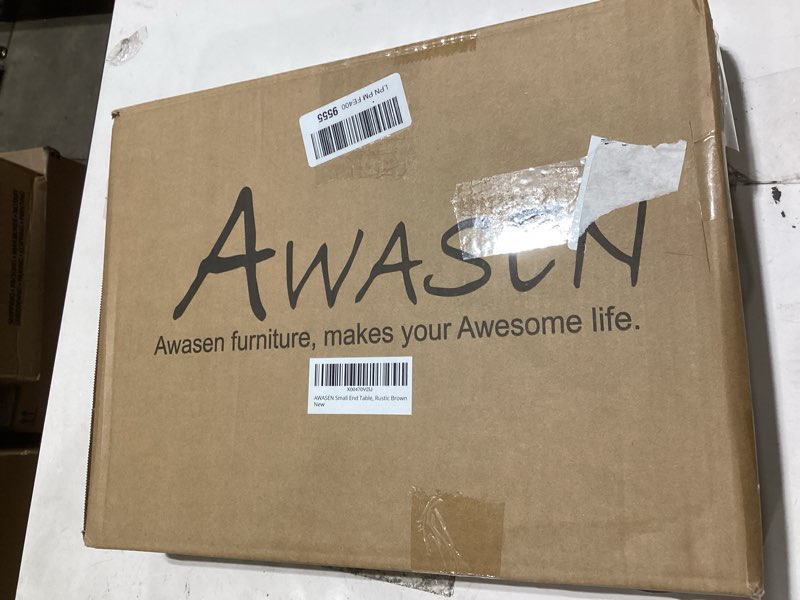 LPN PM FE400 9555
AWASEN
Awasen furniture, makes your Awesome life.
AWASEN Small End Table, Rustic Brown
New